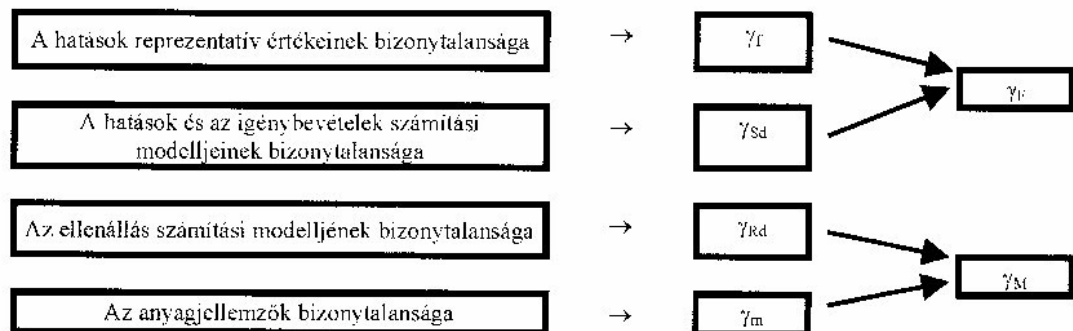 A hatások reprezentatív értékeinek bizonytalansága → γf
γF
A hatások és az igénybevételek számítási
modelljeinek bizonytalansága → γSd
Az ellenállás számítási modelljének bizonytalansága → γRd
γM
Az anyagjellemzők bizonytalansága → γm